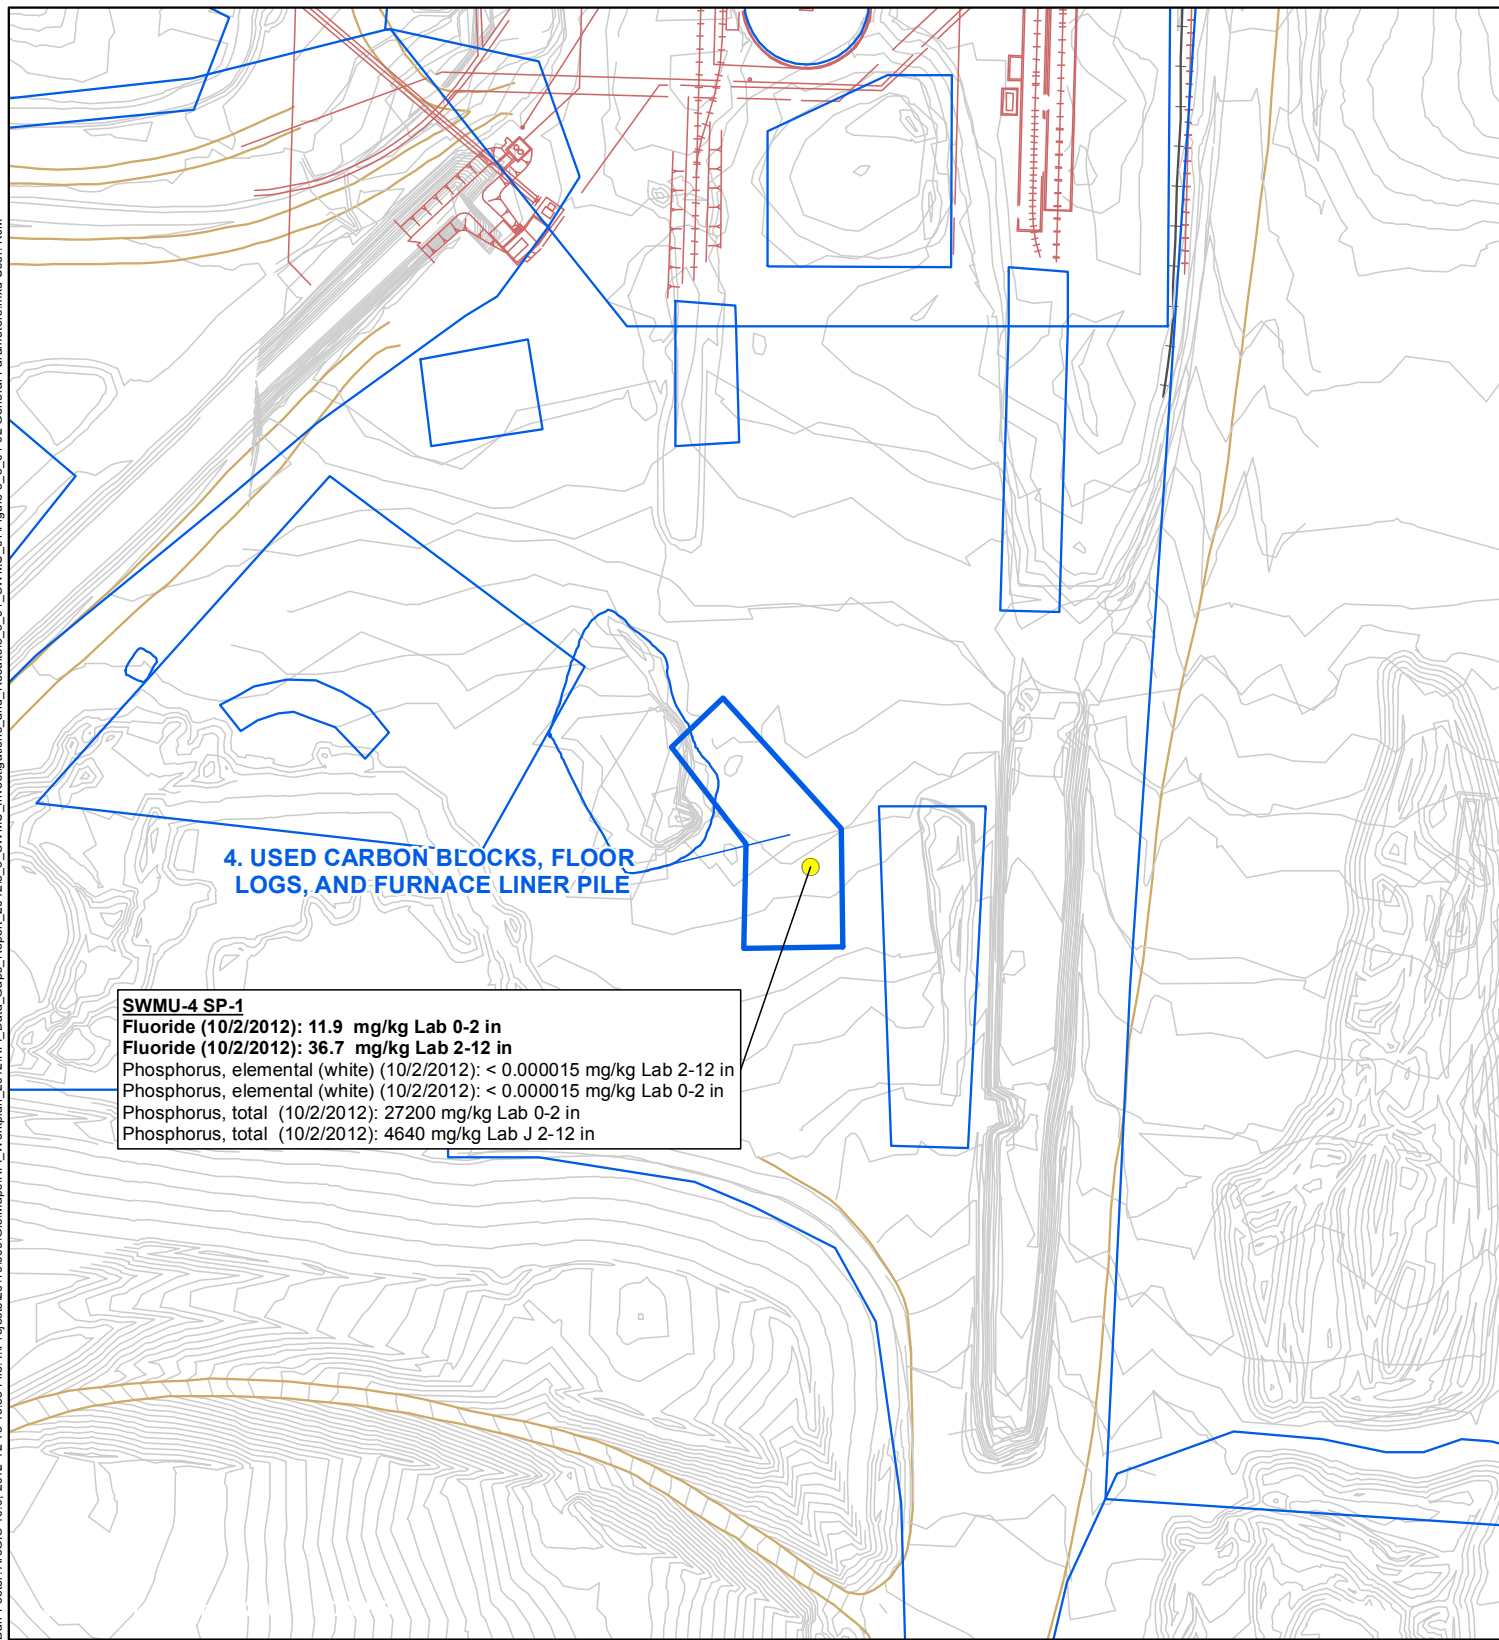 4. USED CARBON BLOCKS, FLOOR
LOGS, AND FURNACE LINER PILE
SWMU-4 SP-1
Fluoride (10/2/2012): 11.9 mg/kg Lab 0-2 in
Fluoride (10/2/2012): 36.7 mg/kg Lab 2-12 in
Phosphorus, elemental (white) (10/2/2012): < 0.000015 mg/kg Lab 2-12 in
Phosphorus, elemental (white) (10/2/2012): < 0.000015 mg/kg Lab 0-2 in
Phosphorus, total (10/2/2012): 27200 mg/kg Lab 0-2 in
Phosphorus, total (10/2/2012): 4640 mg/kg Lab J 2-12 in